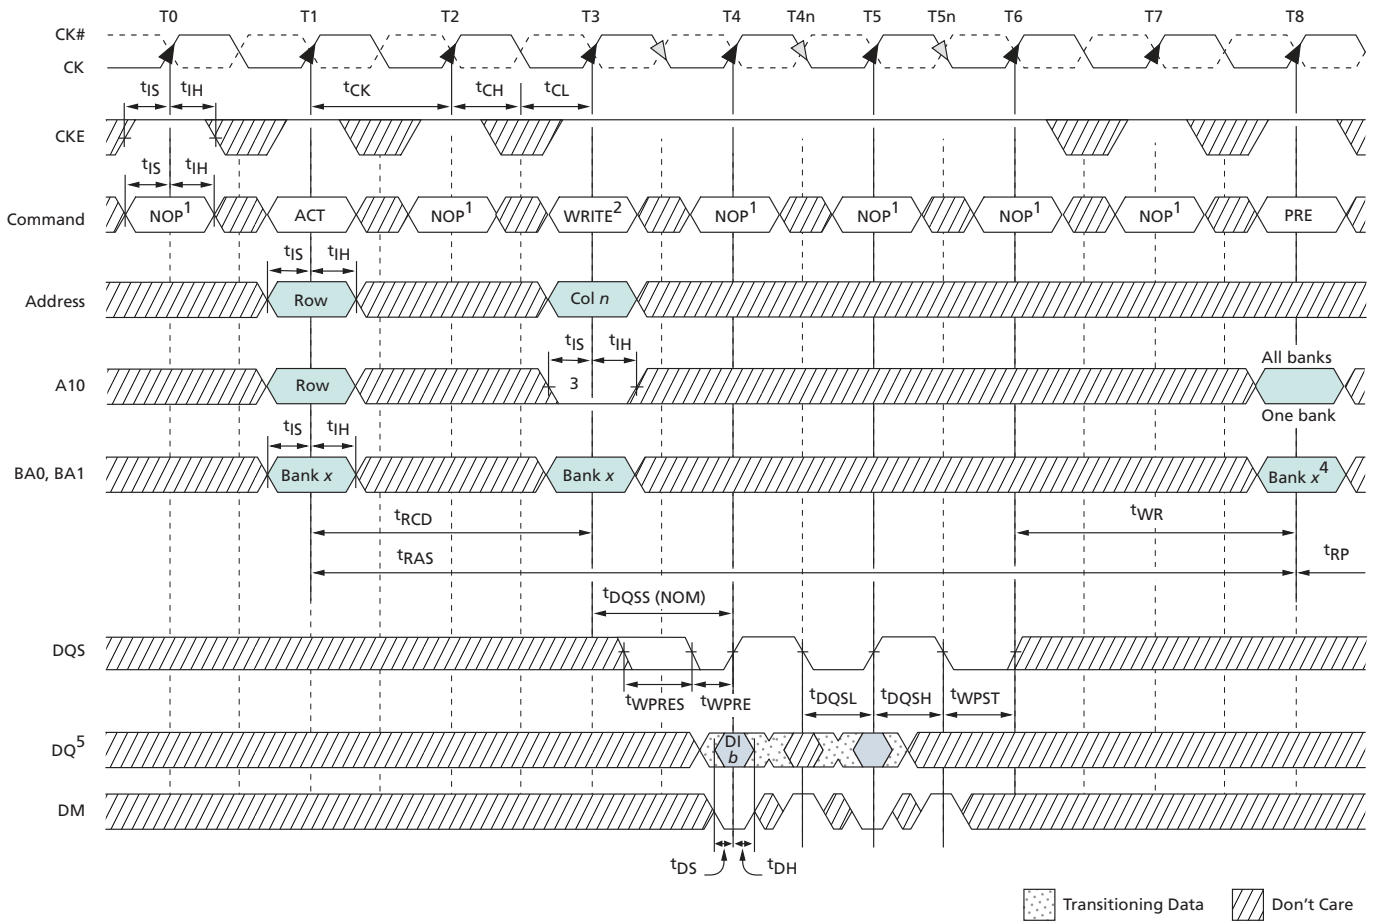 T0 T1 T2 T3 T4 T4n T5 T5n T6 T7 T8
CK#
CK
tIS tIH tCK tCH tCL
CKE
tIS tIH
Command NOP1 ACT NOP1 WRITE2 NOP1 NOP1 NOP1 NOP1 PRE
tIS tIH
Address Row Col n
tIS tIH
All banks
A10 Row 3
One bank
tIS tIH
BA0, BA1 Bank x Bank x Bank x4
tRCD tWR
tRAS tRP
tDQSS (NOM)
DQS
tWPRES tWPRE tDQSL tDQSH tWPST
DQ5 DI
b
DM
tDS tDH
Transitioning Data Don't Care